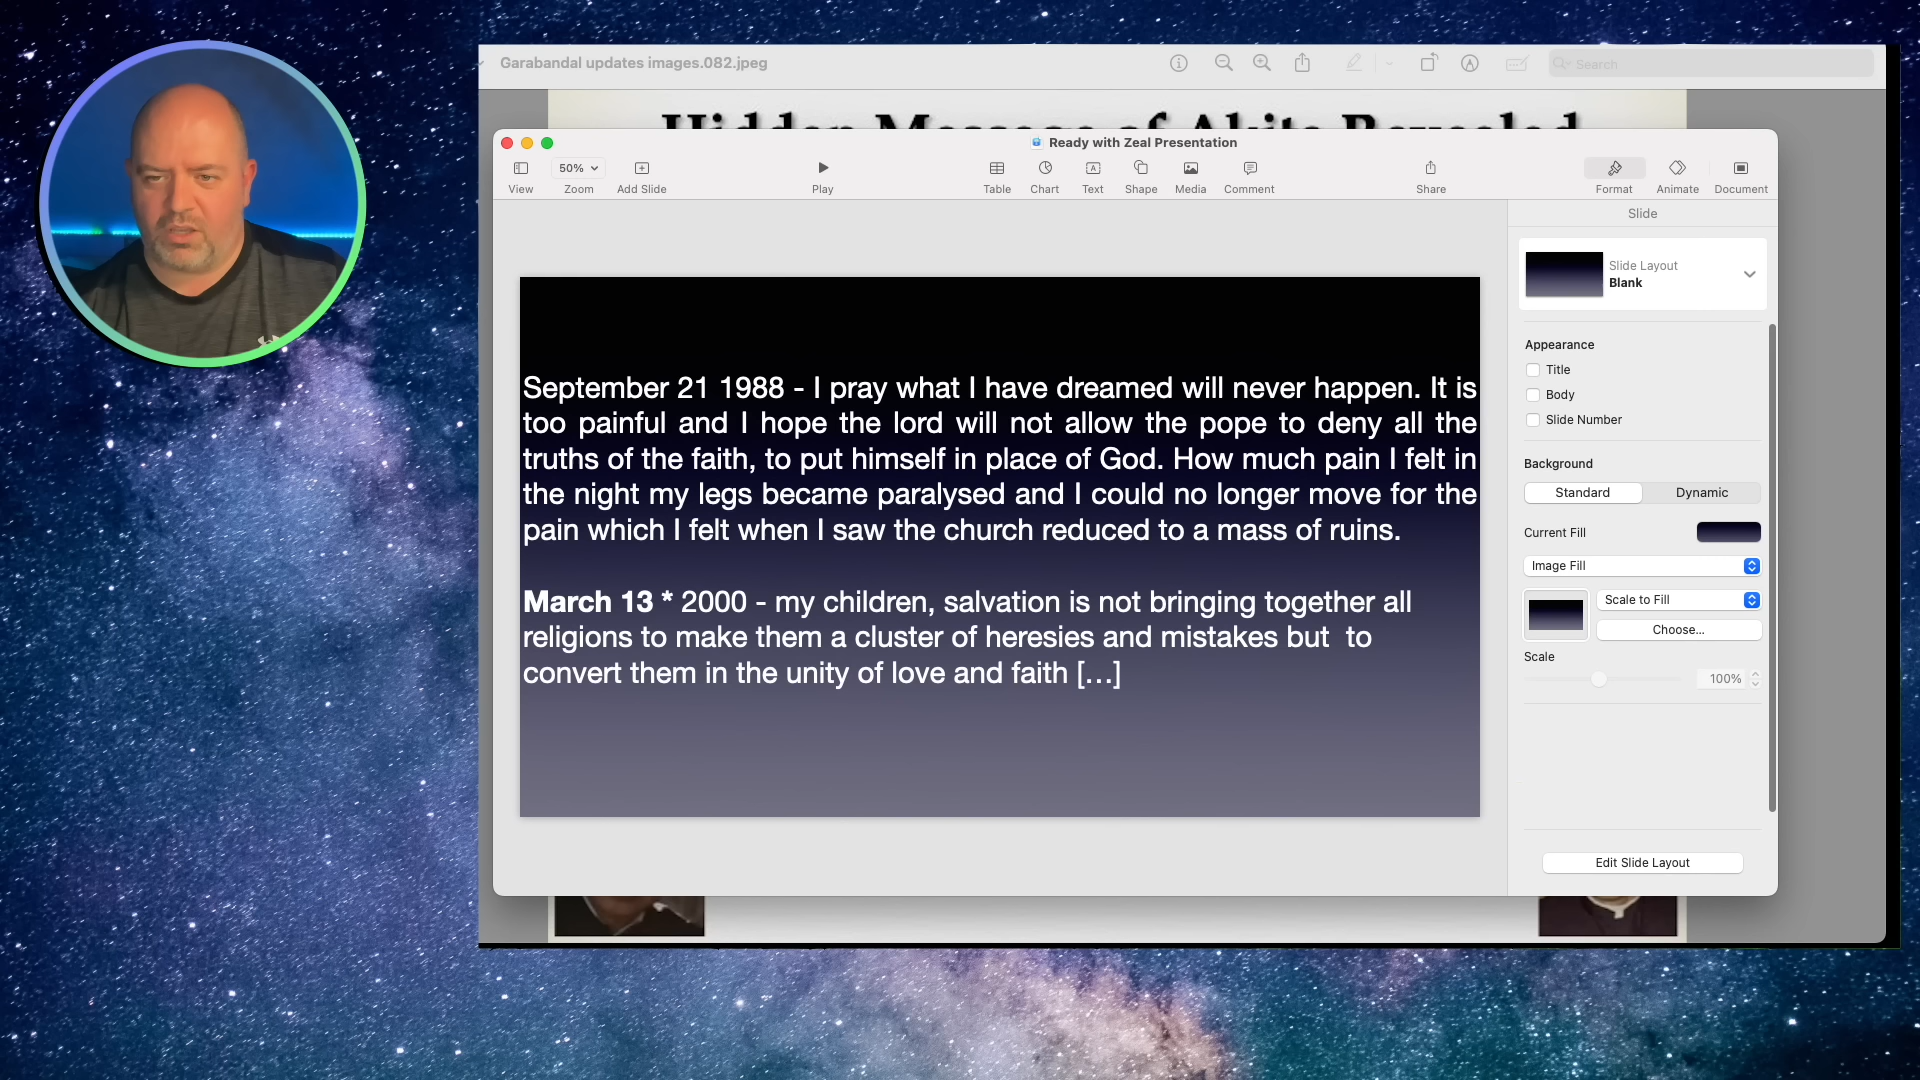 Garabandal updates images.082.jpeg
Search
Hidden Message of Akita Revealed
Ready with Zeal Presentation
50%
View
Zoom
Add Slide
Play
Table
Chart
Text
Shape
Media
Comment
Share
Format
Animate
Document
Slide
Slide Layout
Blank
September 21 1988 - I pray what I have dreamed will never happen. It is
too painful and I hope the lord will not allow the pope to deny all the
truths of the faith, to put himself in place of God. How much pain I felt in
the night my legs became paralysed and I could no longer move for the
pain which I felt when I saw the church reduced to a mass of ruins.
March 13 * 2000 - my children, salvation is not bringing together all
religions to make them a cluster of heresies and mistakes but  to
convert them in the unity of love and faith […]
Appearance
Title
Body
Slide Number
Background
Standard
Dynamic
Current Fill
Image Fill
Scale to Fill
Choose...
Scale
100%
Edit Slide Layout